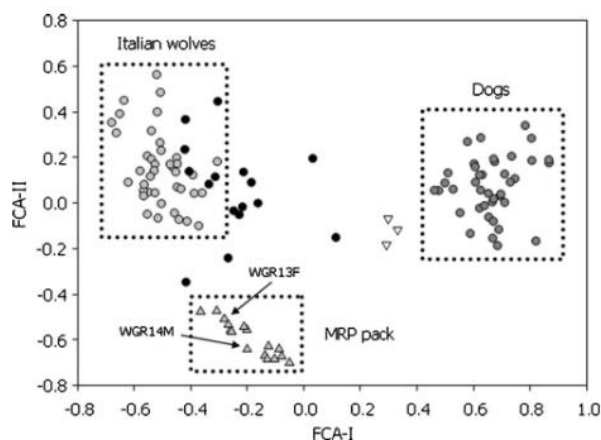 0.8
0.6
0.4
0.2
0.0
-0.2
-0.4
-0.6
-0.8
FCA-II
Italian wolves
Dogs
WGR13F
WGR14M
MRP pack
-0.8 -0.6 -0.4 -0.2 0.0 0.2 0.4 0.6 0.8 1.0
FCA-I